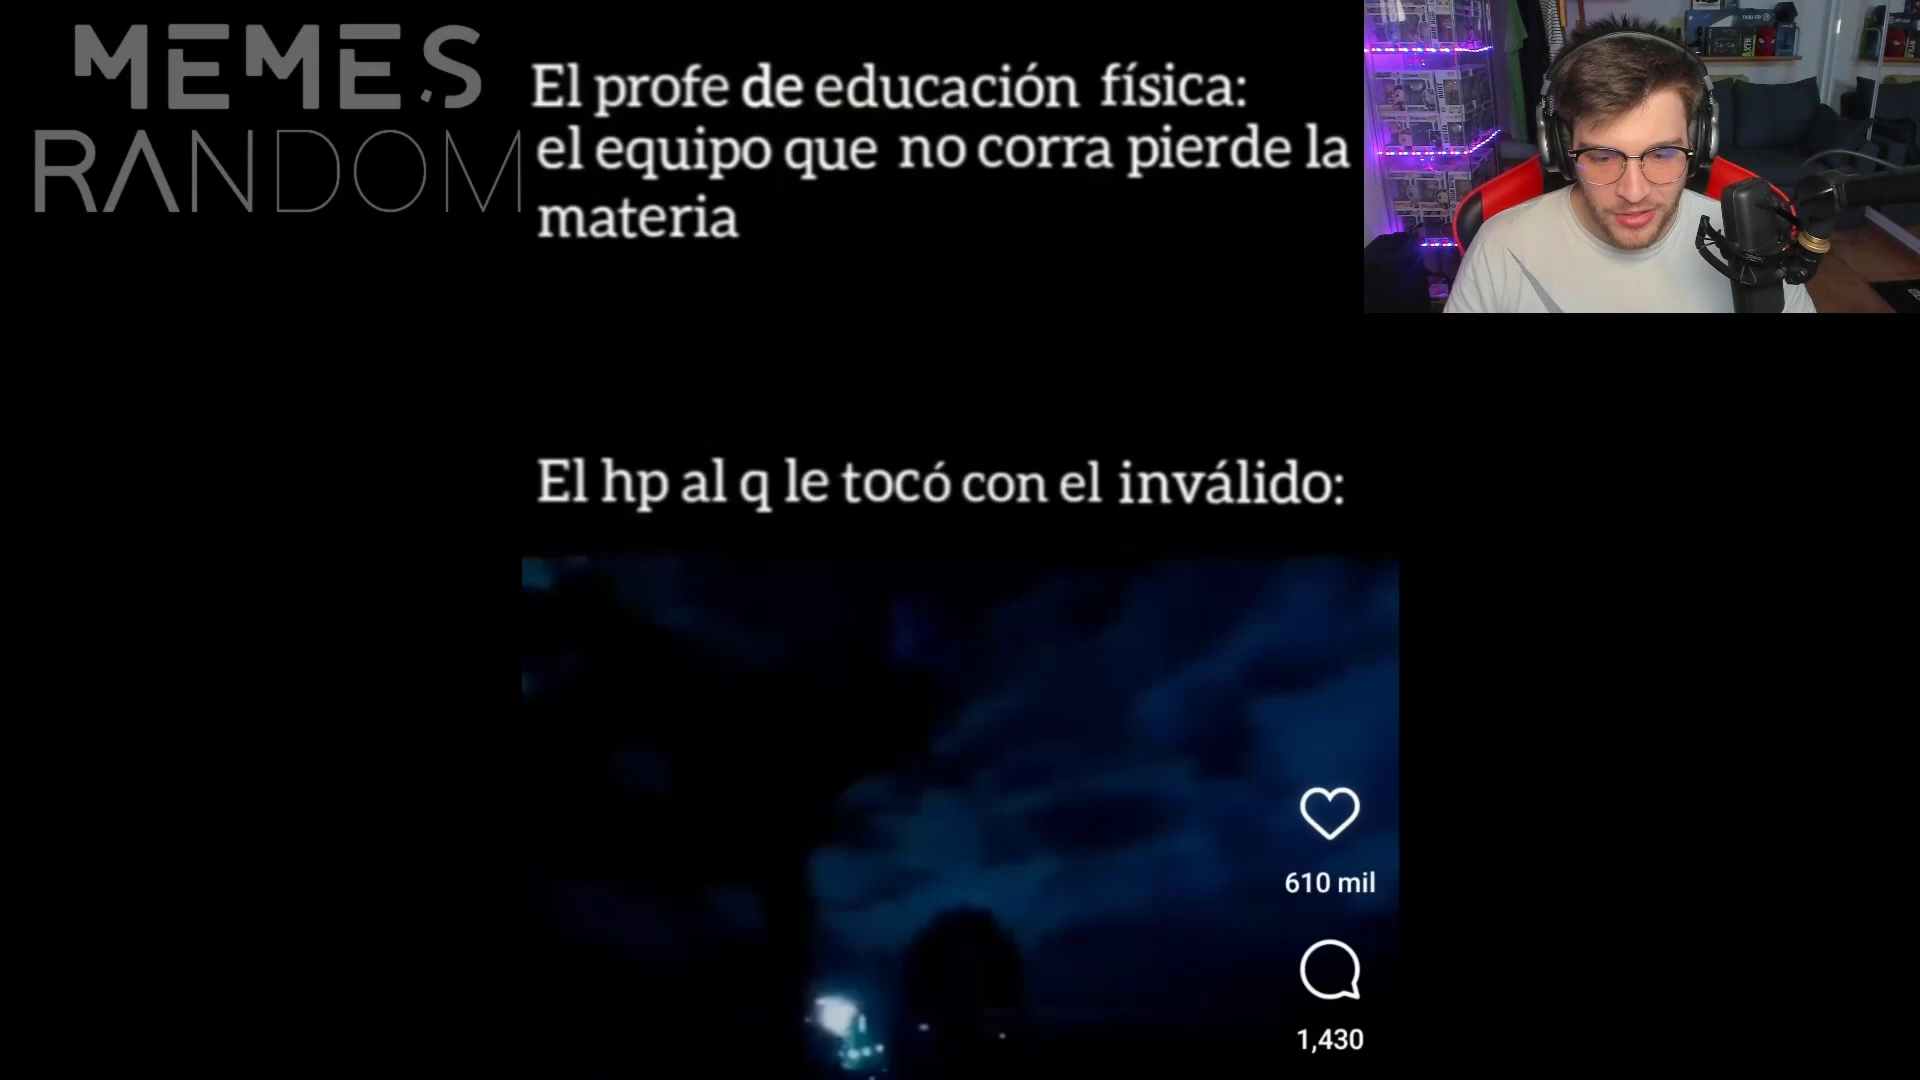 MEMES
RANDOM
El profe de educación física:
el equipo que no corra pierde la
materia
El hp al q le tocó con el inválido:
610 mil
1,430